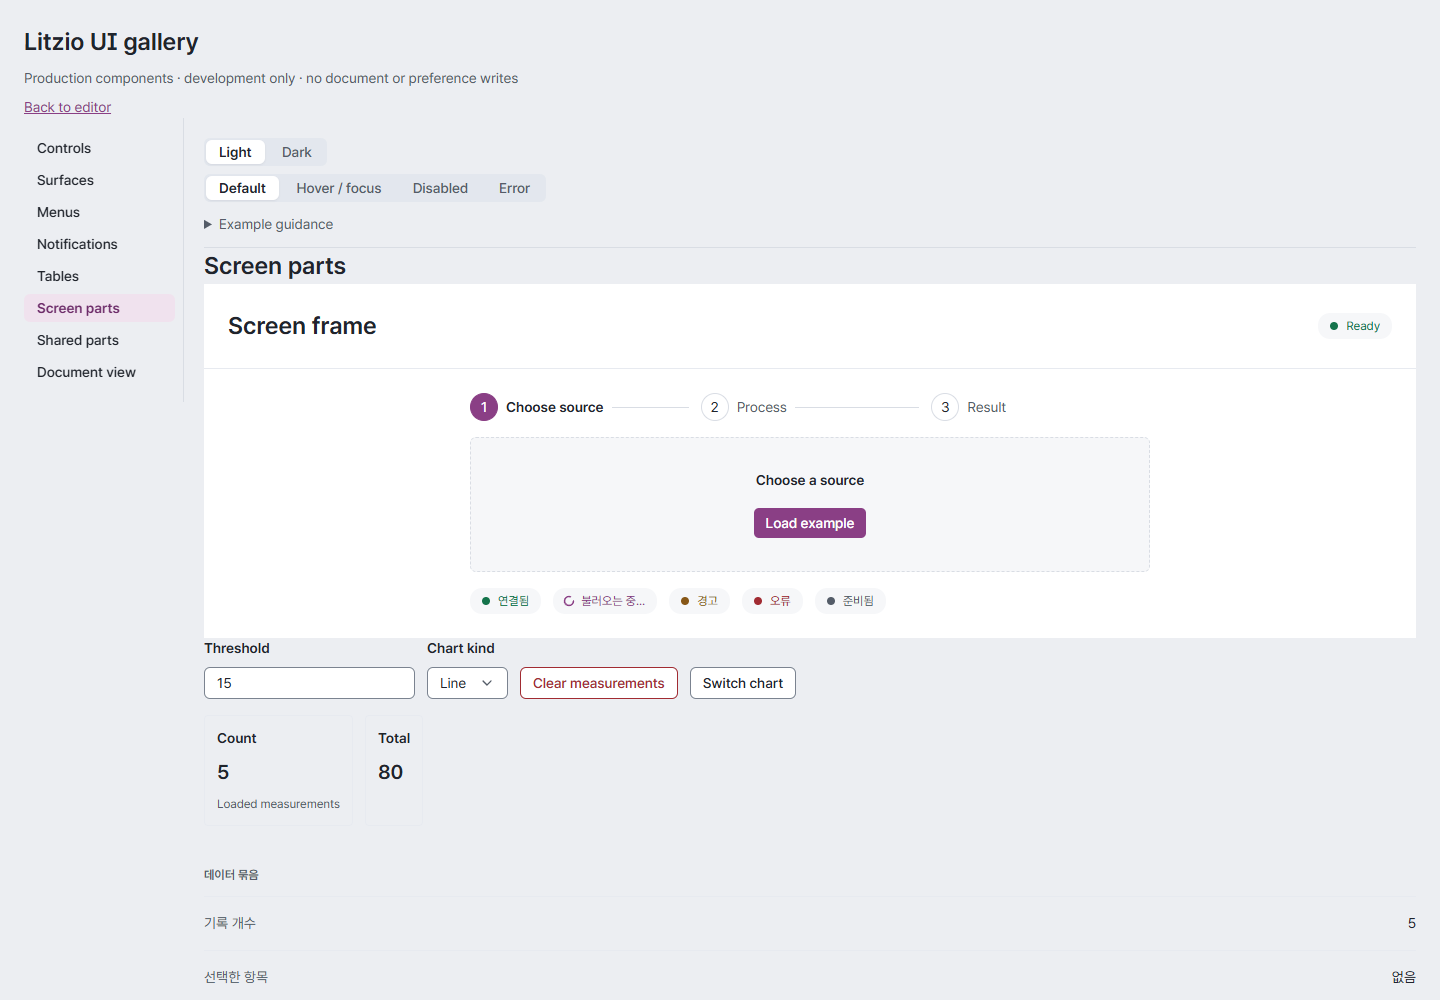 Litzio UI gallery
Production components · development only · no document or preference writes
Back to editor
Controls
Surfaces
Menus
Notifications
Tables
Screen parts
Shared parts
Document view
Light Dark
Default Hover / focus Disabled Error
Example guidance
Screen parts
Screen frame
Ready
1 Choose source 2 Process 3 Result
Choose a source
Load example
연결됨 불러오는 중... 경고 오류 준비됨
Threshold Chart kind
15 Line Clear measurements Switch chart
Count Total
5 80
Loaded measurements
데이터 묶음
기록 개수 5
선택한 항목 없음